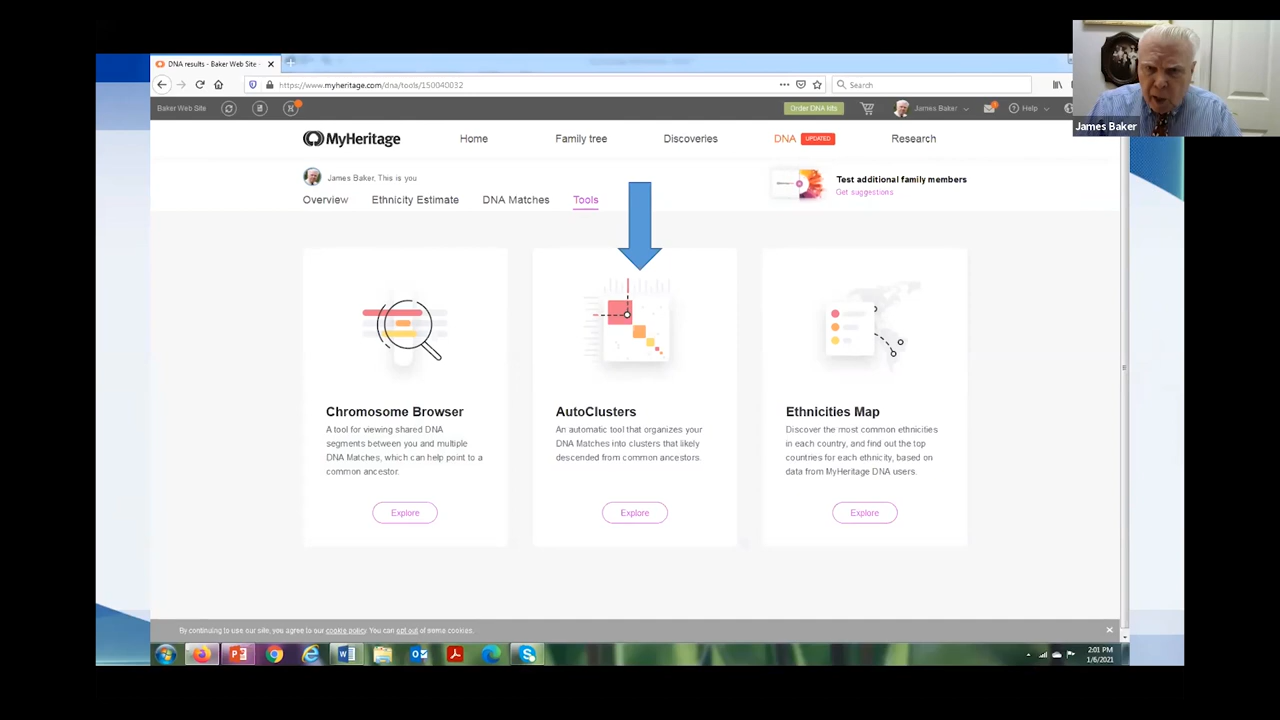 DNA results - Baker Web Site -
https://www.myheritage.com/dna/tools/150040032
Search
Baker Web Site
Order DNA kits
James Baker
Help
James Baker
MyHeritage
Home
Family tree
Discoveries
DNA
UPDATED
Research
James Baker, This is you
Test additional family members
Get suggestions
Overview
Ethnicity Estimate
DNA Matches
Tools
Chromosome Browser
A tool for viewing shared DNA
segments between you and multiple
DNA Matches, which can help point to a
common ancestor.
Explore
AutoClusters
An automatic tool that organizes your
DNA Matches into clusters that likely
descended from common ancestors.
Explore
Ethnicities Map
Discover the most common ethnicities
in each country, and find out the top
countries for each ethnicity, based on
data from MyHeritage DNA users.
Explore
By continuing to use our site, you agree to our cookie policy. You can opt out of some cookies.
2:01 PM
1/6/2021